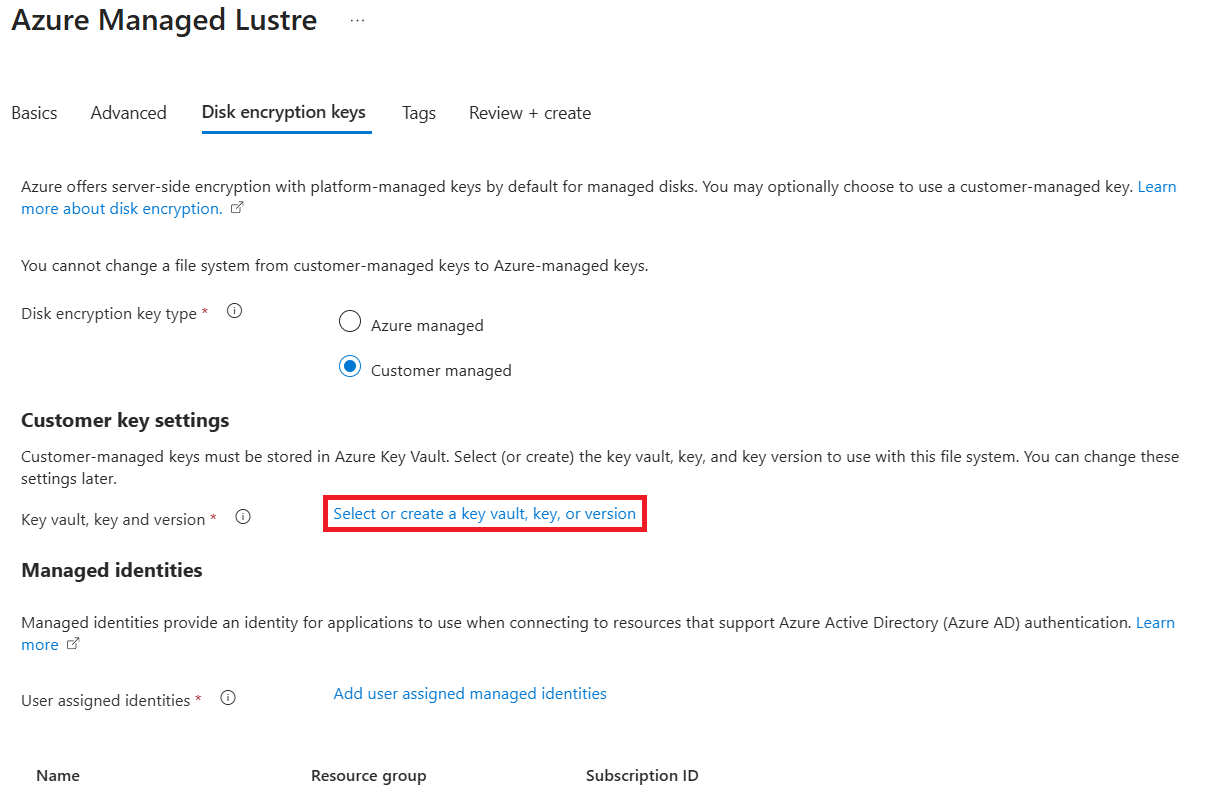 Azure Managed Lustre ...
Basics Advanced Disk encryption keys Tags Review + create
Azure offers server-side encryption with platform-managed keys by default for managed disks. You may optionally choose to use a customer-managed key. Learn
more about disk encryption.
You cannot change a file system from customer-managed keys to Azure-managed keys.
Disk encryption key type *
Azure managed
Customer managed
Customer key settings
Customer-managed keys must be stored in Azure Key Vault. Select (or create) the key vault, key, and key version to use with this file system. You can change these
settings later.
Key vault, key and version * Select or create a key vault, key, or version
Managed identities
Managed identities provide an identity for applications to use when connecting to resources that support Azure Active Directory (Azure AD) authentication. Learn
more
User assigned identities * Add user assigned managed identities
Name Resource group Subscription ID